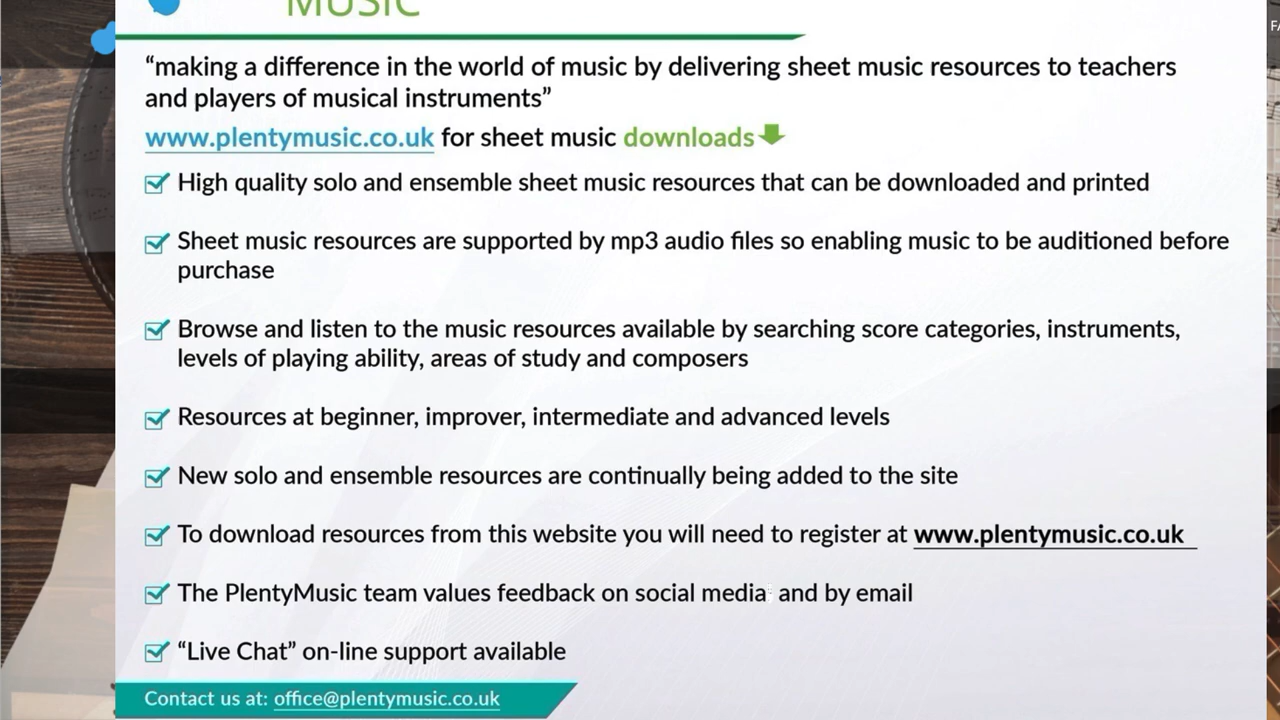 MUSIC
“making a difference in the world of music by delivering sheet music resources to teachers
and players of musical instruments”
www.plentymusic.co.uk for sheet music downloads
High quality solo and ensemble sheet music resources that can be downloaded and printed
Sheet music resources are supported by mp3 audio files so enabling music to be auditioned before
purchase
Browse and listen to the music resources available by searching score categories, instruments,
levels of playing ability, areas of study and composers
Resources at beginner, improver, intermediate and advanced levels
New solo and ensemble resources are continually being added to the site
To download resources from this website you will need to register at www.plentymusic.co.uk
The PlentyMusic team values feedback on social media and by email
“Live Chat” on-line support available
Contact us at: office@plentymusic.co.uk